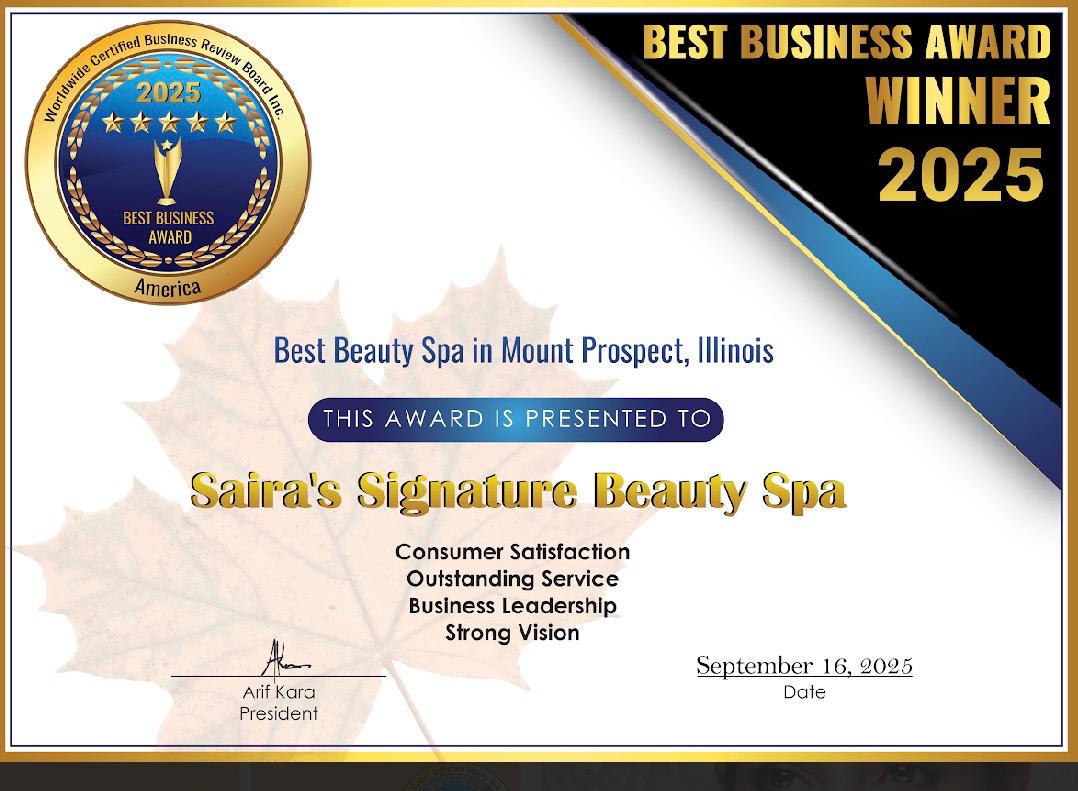 Worldwide Certified Business Review Board Inc.
2025
BEST BUSINESS
AWARD
America
BEST BUSINESS AWARD
WINNER
2025
Best Beauty Spa in Mount Prospect, Illinois
THIS AWARD IS PRESENTED TO
Saira's Signature Beauty Spa
Consumer Satisfaction
Outstanding Service
Business Leadership
Strong Vision
Arif Kara
President
September 16, 2025
Date